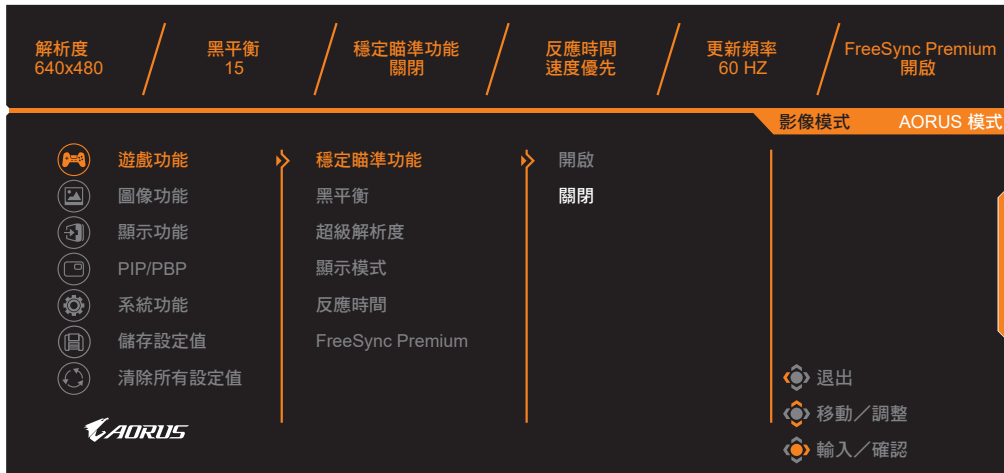 解析度 黑平衡 穩定瞄準功能 反應時間 更新頻率 FreeSync Premium
640x480 15 關閉 速度優先 60 HZ 開啟
影像模式 AORUS 模式
遊戲功能 穩定瞄準功能 開啟
圖像功能 黑平衡 關閉
顯示功能 超級解析度
PIP/PBP 顯示模式
系統功能 反應時間
儲存設定值 FreeSync Premium
清除所有設定值 退出
AORUS 移動／調整
輸入／確認